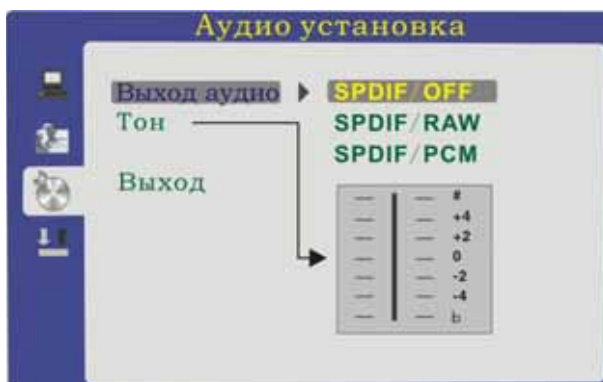 Аудио установка
Выход аудио SPDIF/OFF
Тон SPDIF/RAW
SPDIF/PCM
Выход
#
+4
+2
0
-2
-4
b